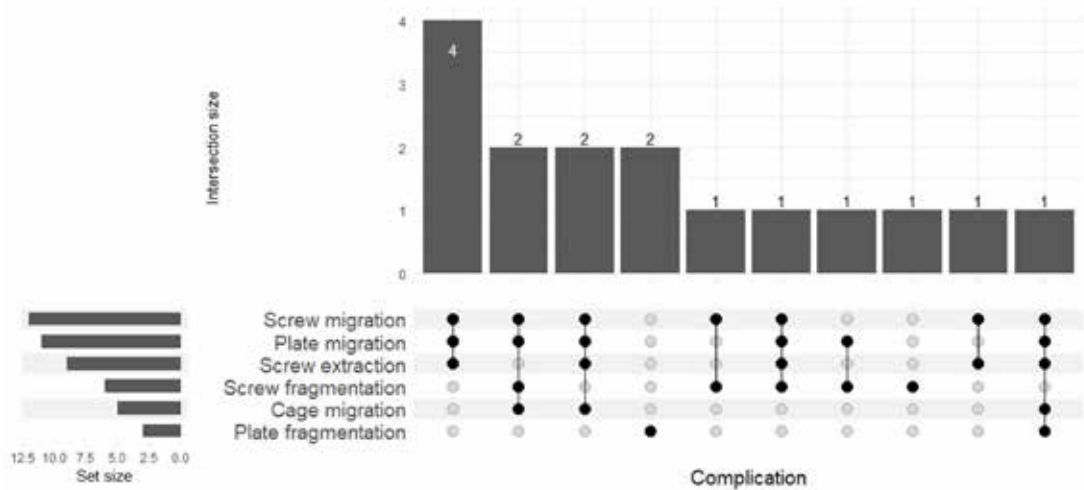 4
3
2
1
0
Intersection size
4
2
2
2
1
1
1
1
1
1
Screw migration
Plate migration
Screw extraction
Screw fragmentation
Cage migration
Plate fragmentation
12.5 10.0 7.5 5.0 2.5 0.0
Set size
Complication